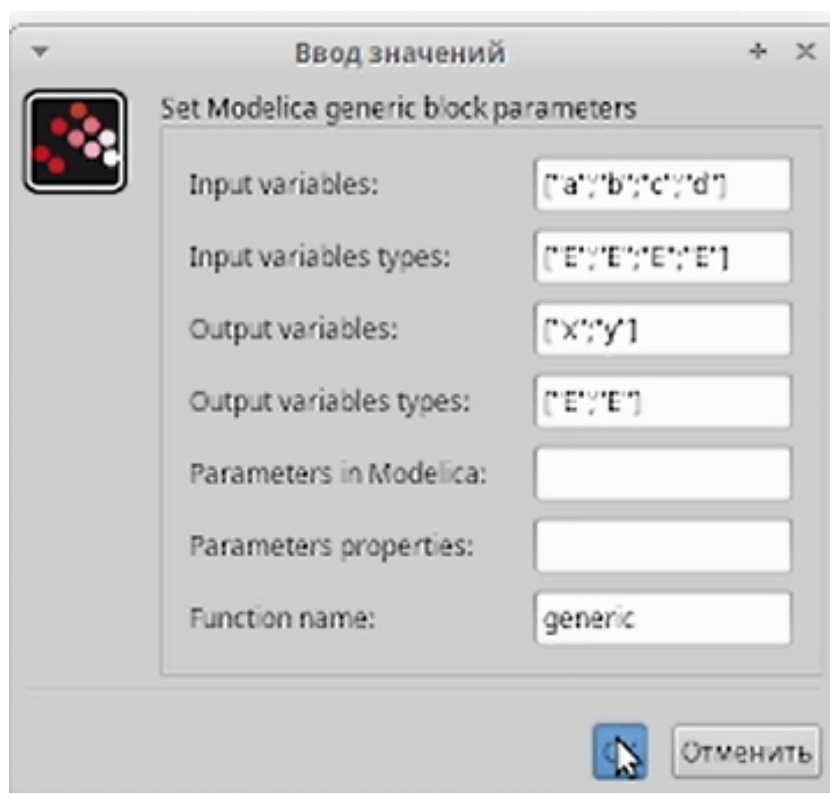 Ввод значений
Set Modelica generic block parameters
Input variables: ["a";"b";"c";"d"]
Input variables types: ["E";"E";"E";"E"]
Output variables: ["x";"y"]
Output variables types: ["E";"E"]
Parameters in Modelica:
Parameters properties:
Function name: generic
Отменить